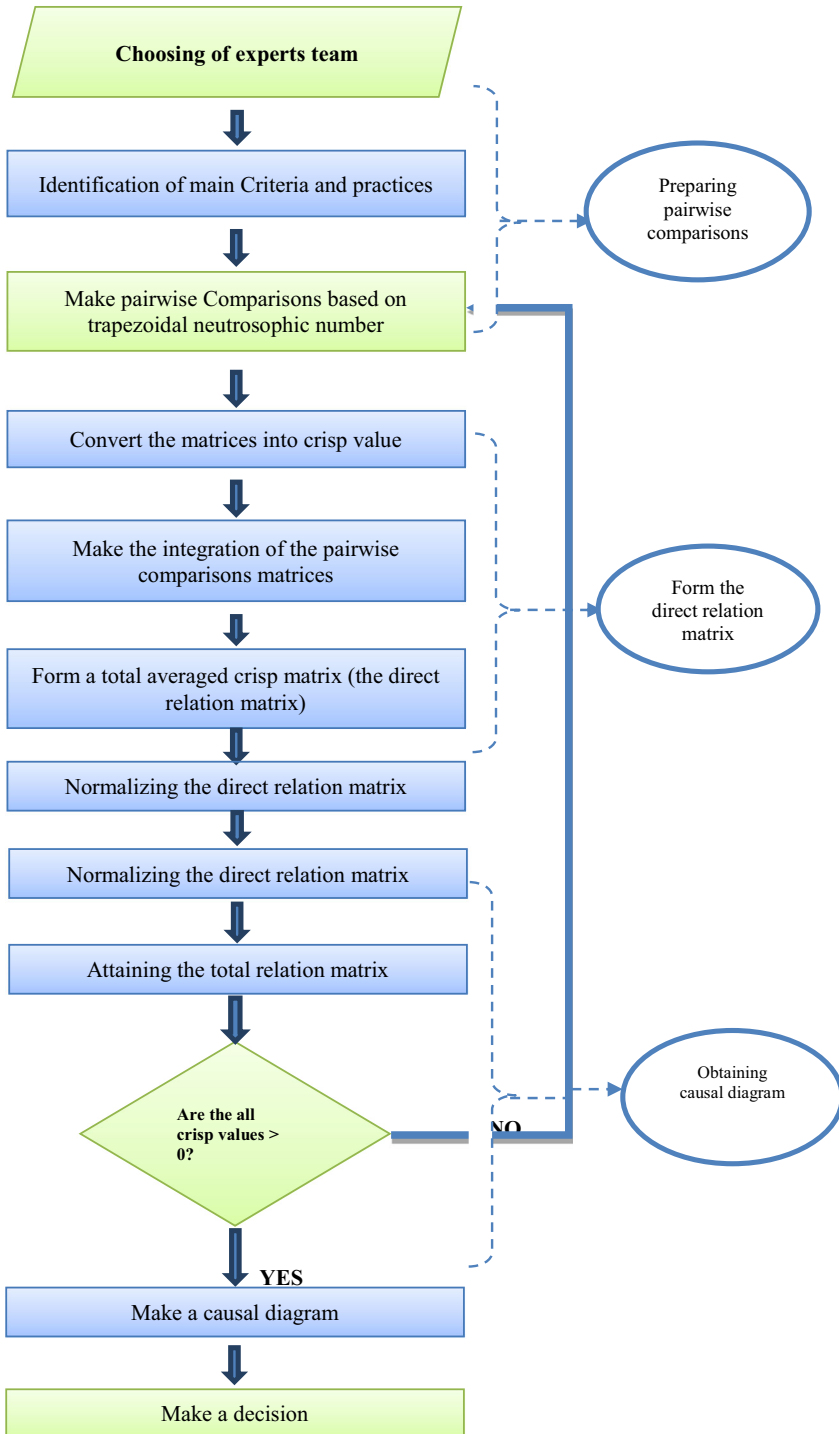 Choosing of experts team
Identification of main Criteria and practices
Preparing
pairwise
comparisons
Make pairwise Comparisons based on
trapezoidal neutrosophic number
Convert the matrices into crisp value
Make the integration of the pairwise
comparisons matrices
Form the
direct relation
matrix
Form a total averaged crisp matrix (the direct
relation matrix)
Normalizing the direct relation matrix
Normalizing the direct relation matrix
Attaining the total relation matrix
Obtaining
causal diagram
Are the all
crisp values >
0?
NO
YES
Make a causal diagram
Make a decision